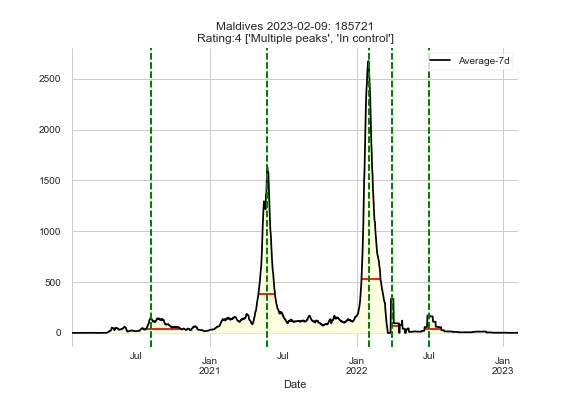 Maldives 2023-02-09: 185721
Rating:4 ['Multiple peaks', 'In control']
Average-7d
2500
2000
1500
1000
500
0
Jul
Jan
2021
Jul
Jan
2022
Jul
Jan
2023
Date